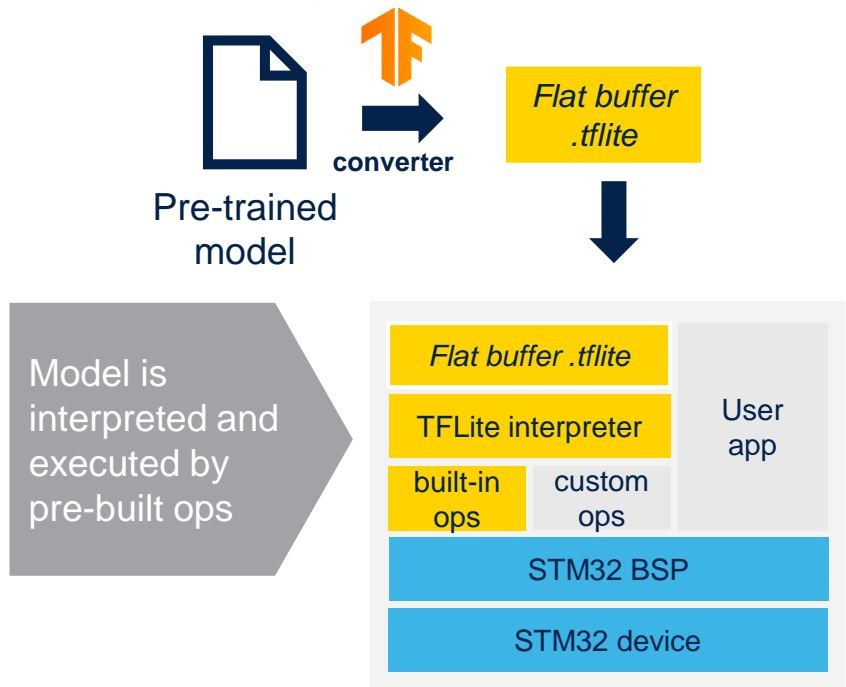 converter
Flat buffer
.tflite
Pre-trained
model
Model is
interpreted and
executed by
pre-built ops
Flat buffer .tflite
TFLite interpreter
built-in
ops
custom
ops
User
app
STM32 BSP
STM32 device